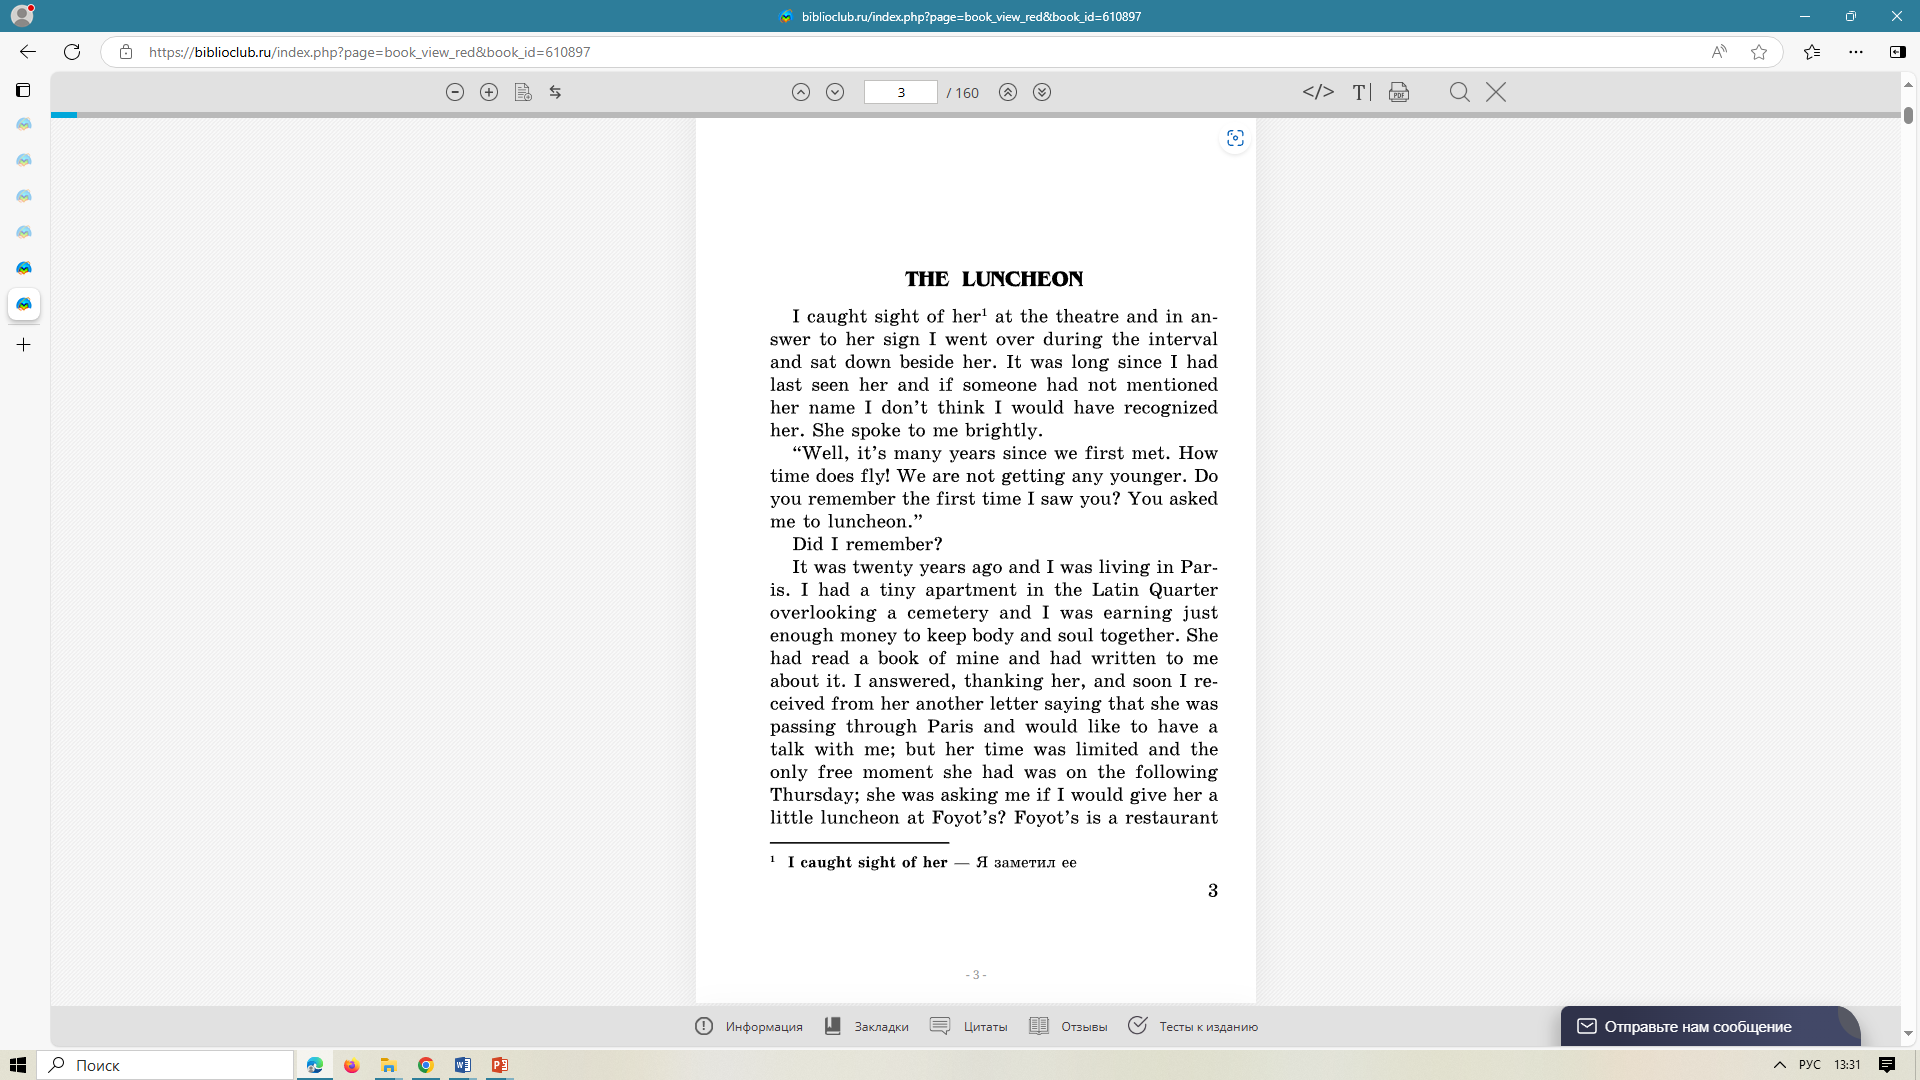 biblioclub.ru/index.php?page=book_view_red&book_id=610897
https://biblioclub.ru/index.php?page=book_view_red&book_id=610897
3 / 160
THE LUNCHEON
I caught sight of her¹ at the theatre and in an-
swer to her sign I went over during the interval
and sat down beside her. It was long since I had
last seen her and if someone had not mentioned
her name I don’t think I would have recognized
her. She spoke to me brightly.
“Well, it’s many years since we first met. How
time does fly! We are not getting any younger. Do
you remember the first time I saw you? You asked
me to luncheon.”
Did I remember?
It was twenty years ago and I was living in Par-
is. I had a tiny apartment in the Latin Quarter
overlooking a cemetery and I was earning just
enough money to keep body and soul together. She
had read a book of mine and had written to me
about it. I answered, thanking her, and soon I re-
ceived from her another letter saying that she was
passing through Paris and would like to have a
talk with me; but her time was limited and the
only free moment she had was on the following
Thursday; she was asking me if I would give her a
little luncheon at Foyot’s? Foyot’s is a restaurant
¹ I caught sight of her — Я заметил ее
3
- 3 -
Информация Закладки Цитаты Отзывы Тесты к изданию
Отправьте нам сообщение
Поиск
РУС 13:31